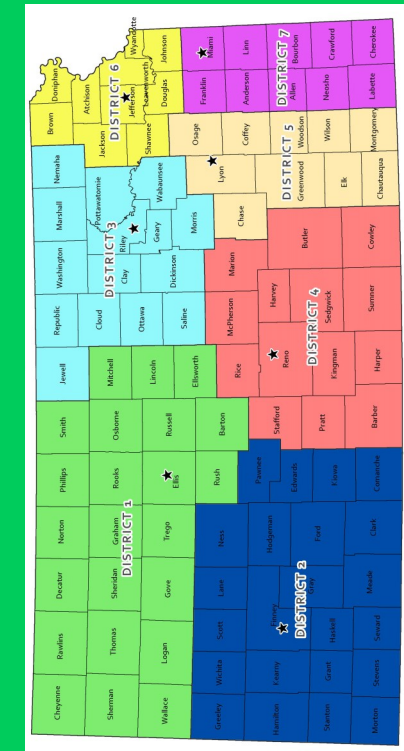 Cheyenne
Rawlins
Decatur
Norton
Phillips
Smith
Jewell
Republic
Washington
Marshall
Nemaha
Brown
Doniphan
Sherman
Thomas
Sheridan
Graham
Rooks
Osborne
Mitchell
Cloud
Clay
Riley
Pottawatomie
Jackson
Atchison
Jefferson
Leavenworth
Wyandotte
DISTRICT 1
DISTRICT 3
DISTRICT 6
Wallace
Logan
Gove
Trego
Ellis
Russell
Lincoln
Ellsworth
Ottawa
Saline
Dickinson
Geary
Morris
Wabaunsee
Shawnee
Douglas
Johnson
Greeley
Wichita
Scott
Lane
Ness
Rush
Barton
Rice
McPherson
Marion
Chase
Lyon
Osage
Coffey
Franklin
Anderson
Miami
Linn
Hamilton
Kearny
Finney
Hodgeman
Pawnee
Edwards
Stafford
Reno
Harvey
Butler
Greenwood
Woodson
Allen
Bourbon
DISTRICT 2
DISTRICT 4
DISTRICT 5
DISTRICT 7
Stanton
Grant
Haskell
Gray
Ford
Kiowa
Pratt
Kingman
Sedgwick
Elk
Wilson
Neosho
Crawford
Morton
Stevens
Seward
Meade
Clark
Comanche
Barber
Harper
Sumner
Cowley
Chautauqua
Montgomery
Labette
Cherokee